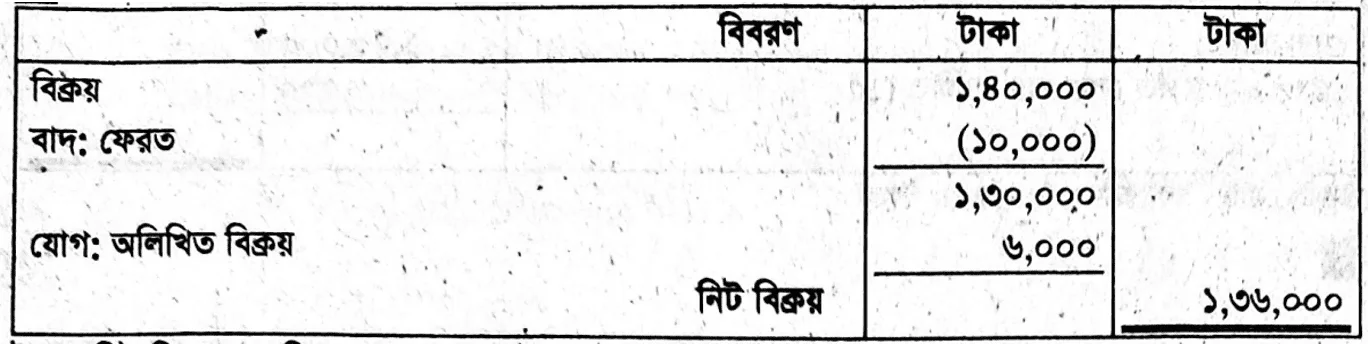 বিবরণ টাকা টাকা
বিক্রয় ১,৪০,০০০
বাদ: ফেরত (১০,০০০)
১,৩০,০০০
যোগ: অলিখিত বিক্রয় ৬,০০০
নিট বিক্রয় ১,৩৬,০০০